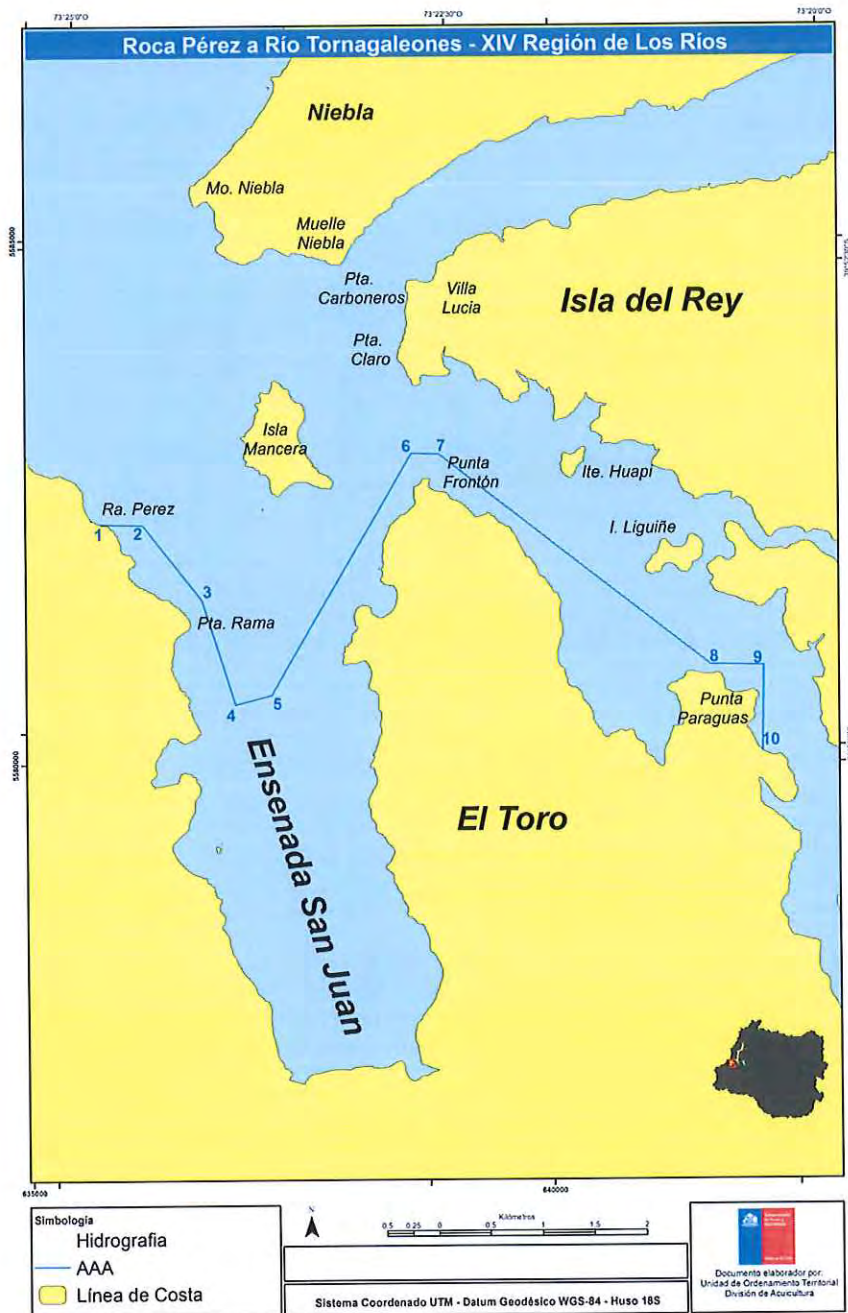 73°25'0"O
73°22'30"O
73°20'0"O
Roca Pérez a Río Tornagaleones - XIV Región de Los Ríos
Niebla
Mo. Niebla
Muelle
Niebla
5585000
Pta.
Carboneros
Villa
Lucia
Isla del Rey
Pta.
Claro
Isla
Mancera
6
7
Punta
Frontón
Ite. Huapi
Ra. Perez
1
2
I. Liguiñe
3
Pta. Rama
8
9
4
5
Punta
Paraguas
10
5580000
Ensenada San Juan
El Toro
635000
640000
Simbología
Hidrografia
AAA
Línea de Costa
N
Kilómetros
0.5 0.25 0 0.5 1 1.5 2
Sistema Coordenado UTM - Datum Geodésico WGS-84 - Huso 18S
Documento elaborador por:
Unidad de Ordenamiento Territorial
División de Acuicultura